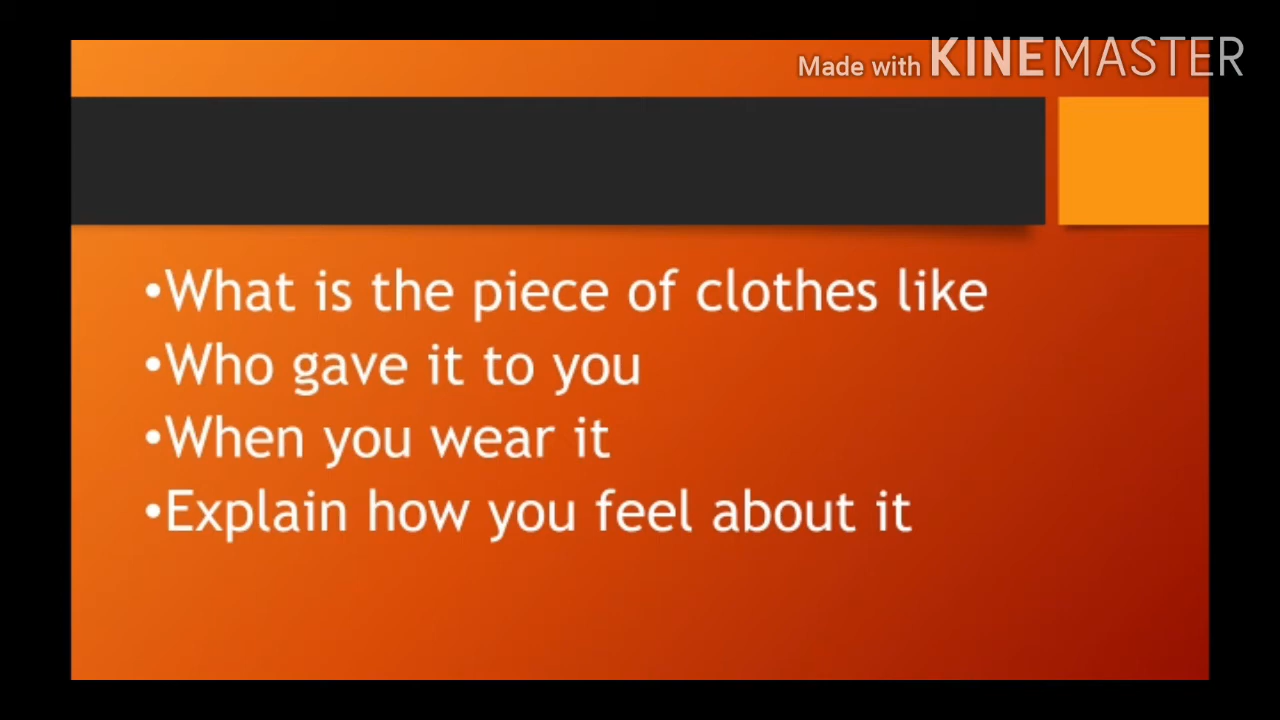 Made with KINEMASTER
•What is the piece of clothes like
•Who gave it to you
•When you wear it
•Explain how you feel about it